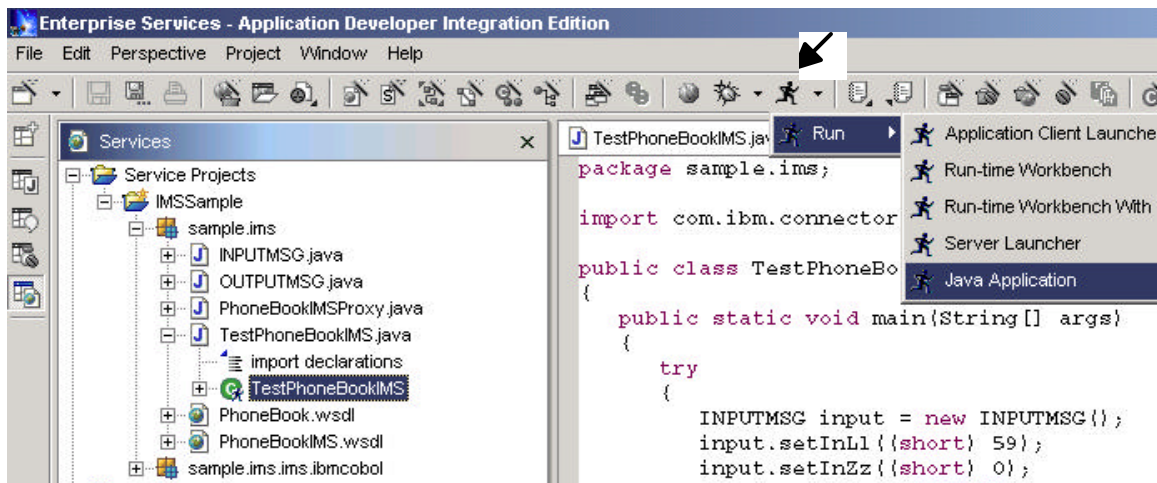 Enterprise Services - Application Developer Integration Edition
File Edit Perspective Project Window Help
Services
Service Projects
IMSSample
sample.ims
INPUTMSG.java
OUTPUTMSG.java
PhoneBookIMSProxy.java
TestPhoneBookIMS.java
import declarations
TestPhoneBookIMS
PhoneBook.wsdl
PhoneBookIMS.wsdl
sample.ims.ims.ibmcobol
TestPhoneBookIMS.jav
Run
Application Client Launche
Run-time Workbench
Run-time Workbench With
Server Launcher
Java Application
package sample.ims;
import com.ibm.connector
public class TestPhoneBo
{
public static void main(String[] args)
{
try
{
INPUTMSG input = new INPUTMSG();
input.setInLl((short) 59);
input.setInZz((short) 0);